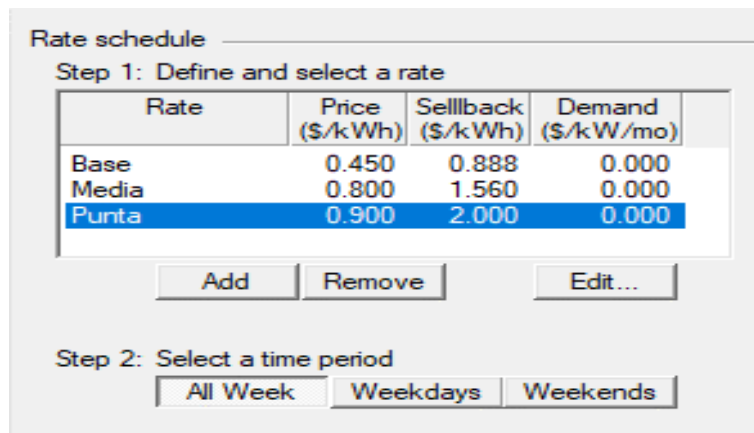 Rate schedule
Step 1: Define and select a rate
Rate Price Selllback Demand
($/kWh) ($/kWh) ($/kW/mo)
Base 0.450 0.888 0.000
Media 0.800 1.560 0.000
Punta 0.900 2.000 0.000
Add Remove Edit...
Step 2: Select a time period
All Week Weekdays Weekends